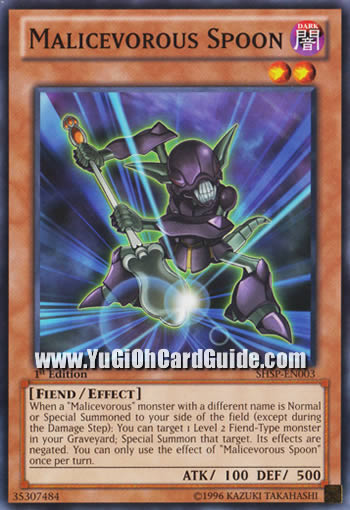 MALICEVOROUS SPOON
DARK
闇
www.YuGiOhCardGuide.com
1st Edition
SHSP-EN003
[FIEND / EFFECT]
When a "Malicevorous" monster with a different name is Normal
or Special Summoned to your side of the field (except during
the Damage Step): You can target 1 Level 2 Fiend-Type monster
in your Graveyard; Special Summon that target. Its effects are
negated. You can only use the effect of "Malicevorous Spoon"
once per turn.
ATK/ 100 DEF/ 500
35307484
©1996 KAZUKI TAKAHASHI